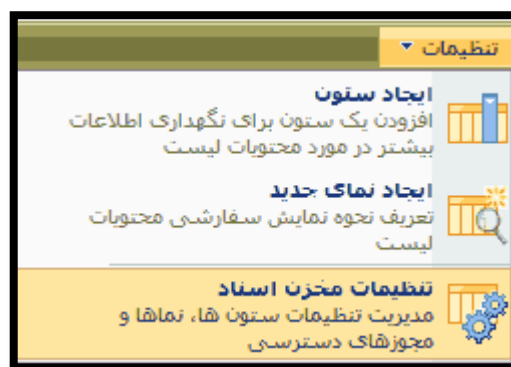 تنظیمات
ایجاد ستون
افزودن یک ستون برای نگهداری اطلاعات
بیشتر در مورد محتویات لیست
ایجاد نمای جدید
تعریف نحوه نمایش سفارشی محتویات
لیست
تنظیمات مخزن اسناد
مدیریت تنظیمات ستون ها، نماها و
مجوزهای دسترسی